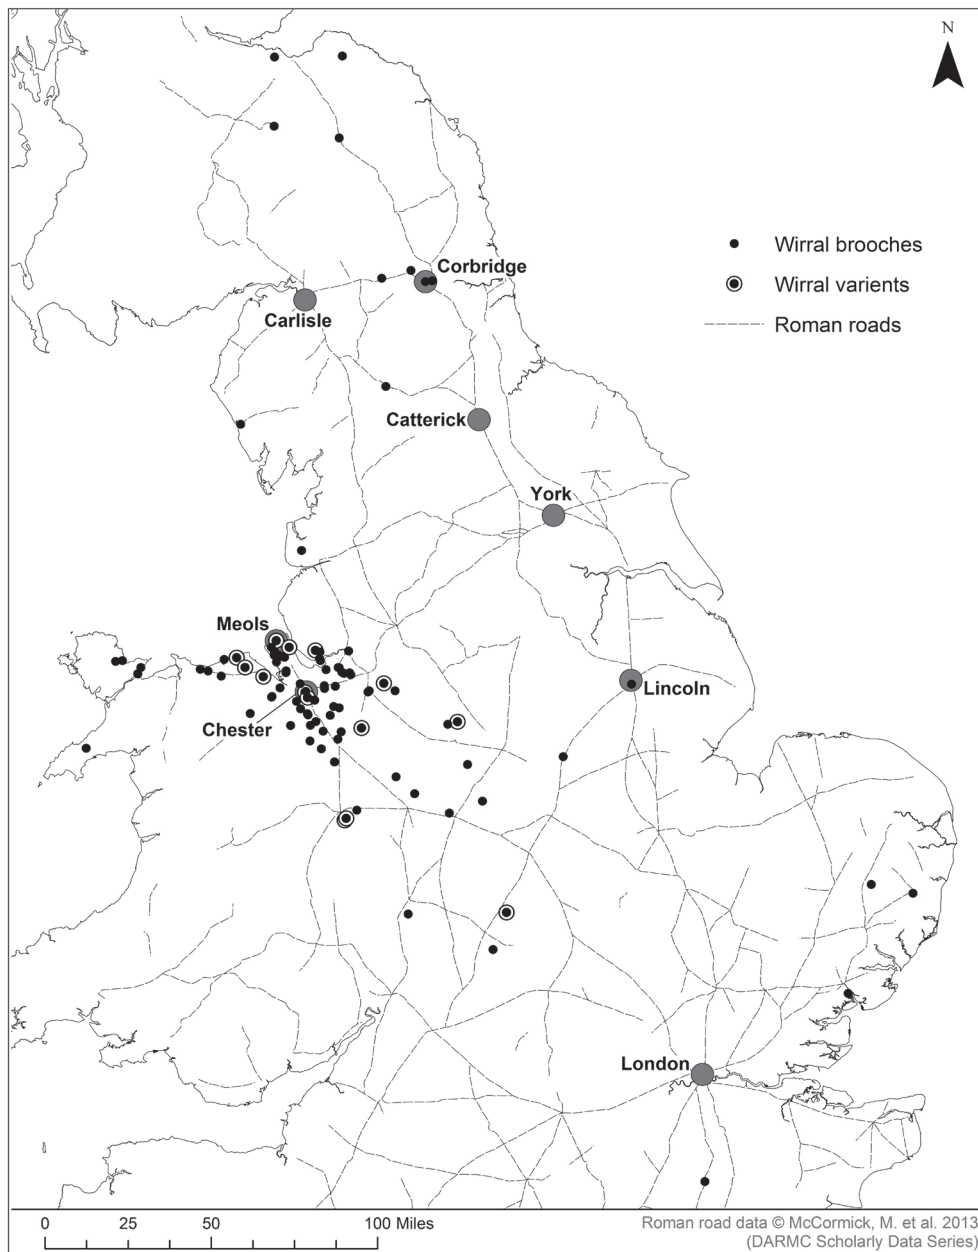 N
Wirral brooches
Wirral varients
Roman roads
Corbridge
Carlisle
Catterick
York
Meols
Lincoln
Chester
London
0 25 50 100 Miles
Roman road data © McCormick, M. et al. 2013
(DARMC Scholarly Data Series)